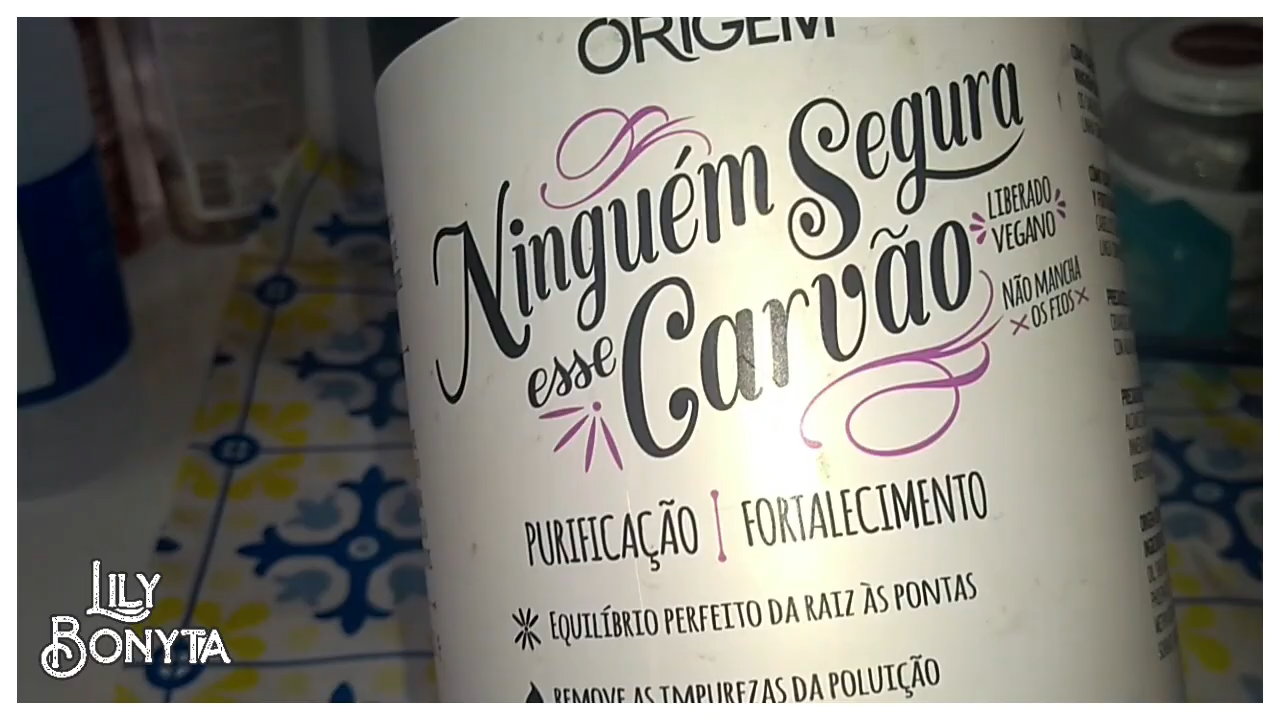 ORIGEM
Ninguém Segura
esse Carvão
LIBERADO
VEGANO
NÃO MANCHA
OS FIOS
PURIFICAÇÃO | FORTALECIMENTO
EQUILÍBRIO PERFEITO DA RAIZ ÀS PONTAS
REMOVE AS IMPUREZAS DA POLUIÇÃO
LILY
BONYTA